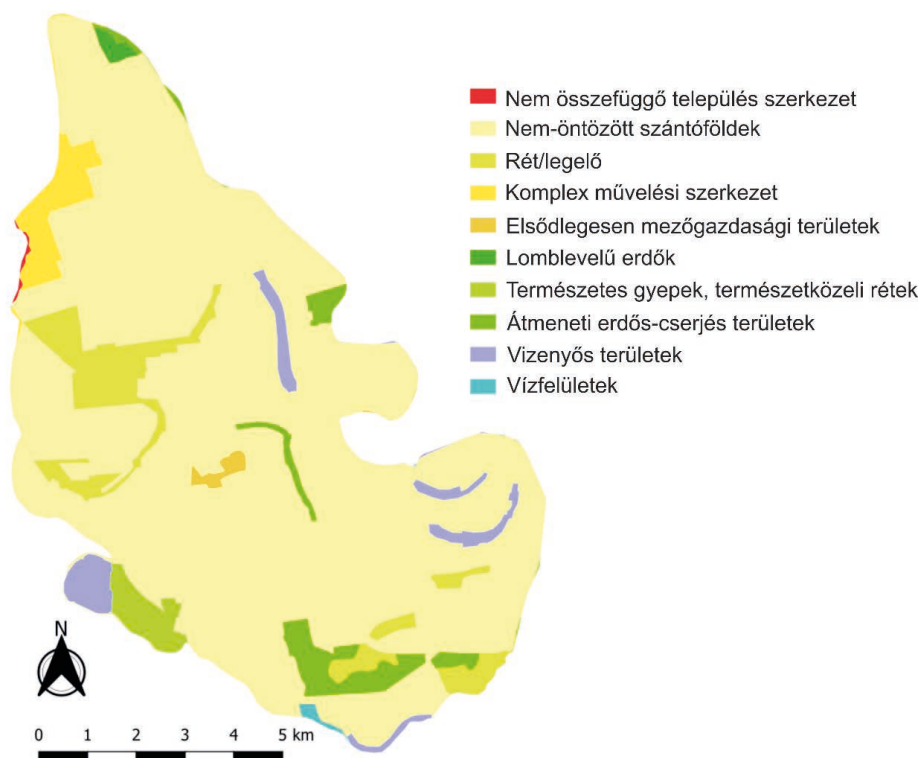 Nem összefüggő település szerkezet
Nem-öntözött szántóföldek
Rét/legelő
Komplex művelési szerkezet
Elsődlegesen mezőgazdasági területek
Lomblevelű erdők
Természetes gyepek, természetközeli rétek
Átmeneti erdős-cserjés területek
Vizenyős területek
Vízfelületek
N
0 1 2 3 4 5 km